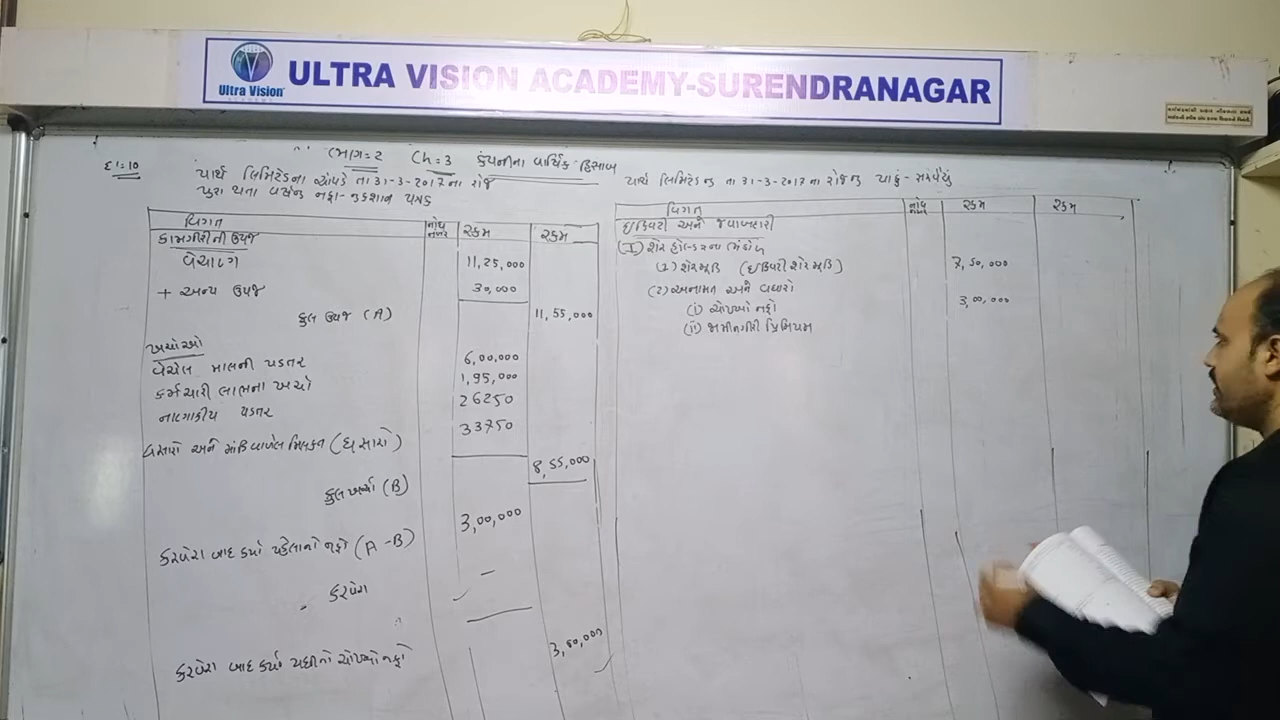 ULTRA VISION ACADEMY-SURENDRANAGAR
Ultra Vision
ACADEMY
દા:10
ભાગ=2 Ch=3 કંપનીના વાર્ષિક હિસાબ
પાર્થ લિમિટેડના ચોપડે તા 31-3-2017 ના રોજ
પુરા થતા વર્ષનું નફા-નુકશાન પત્રક
વિગત નોંધ નંબર રકમ રકમ
કામગીરીની ઉપજ
વેચાણ 11,25,000
+ અન્ય ઉપજ 30,000
કુલ ઉપજ (A) 11,55,000
ખર્ચાઓ
વેચેલ માલની પડતર 6,00,000
કર્મચારી લાભના ખર્ચા 1,95,000
નાણાકીય પડતર 26250
ઘસારો અને માંડિવાળેલ મિલકત (ઘસારો) 33750
8,55,000
કુલ ખર્ચા (B)
કરવેરા બાદ કર્યા પહેલાનો નફો (A-B) 3,00,000
કરવેરા —
કરવેરા બાદ કર્યા પછીનો ચોખ્ખો નફો 3,00,000
પાર્થ લિમિટેડનું તા 31-3-2017 ના રોજનું પાકું-સરવૈયું
વિગત નોંધ નંબર રકમ રકમ
ઇક્વિટી અને જવાબદારી
(I) શેર હોલ્ડરના ભંડોળ
(1) શેરમૂડિ (ઇક્વિટી શેરમૂડિ) 7,50,000
(2) અનામત અને વધારો
(i) ચોખ્ખો નફો 3,00,000
(ii) જામીનગીરી પ્રિમિયમ